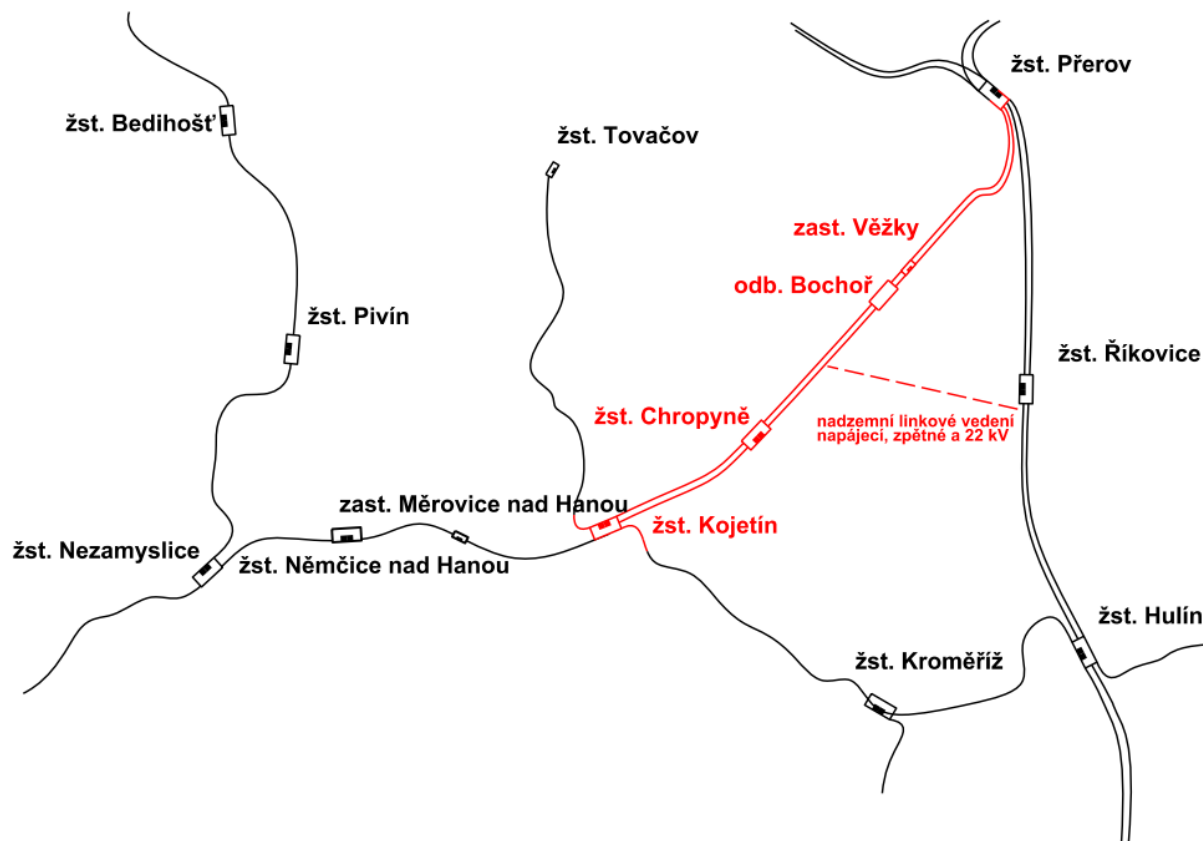 žst. Přerov
žst. Bedihošť
žst. Tovačov
zast. Věžky
odb. Bochoř
žst. Pivín
žst. Říkovice
žst. Chropyně
nadzemní linkové vedení
napájecí, zpětné a 22 kV
zast. Měrovice nad Hanou
žst. Kojetín
žst. Nezamyslice
žst. Němčice nad Hanou
žst. Hulín
žst. Kroměříž